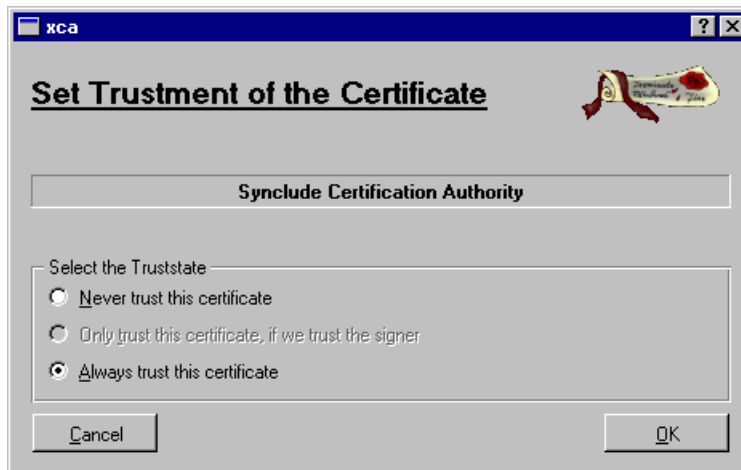 xca
Set Trustment of the Certificate
Synclude Certification Authority
Select the Truststate
Never trust this certificate
Only trust this certificate, if we trust the signer
Always trust this certificate
Cancel
OK